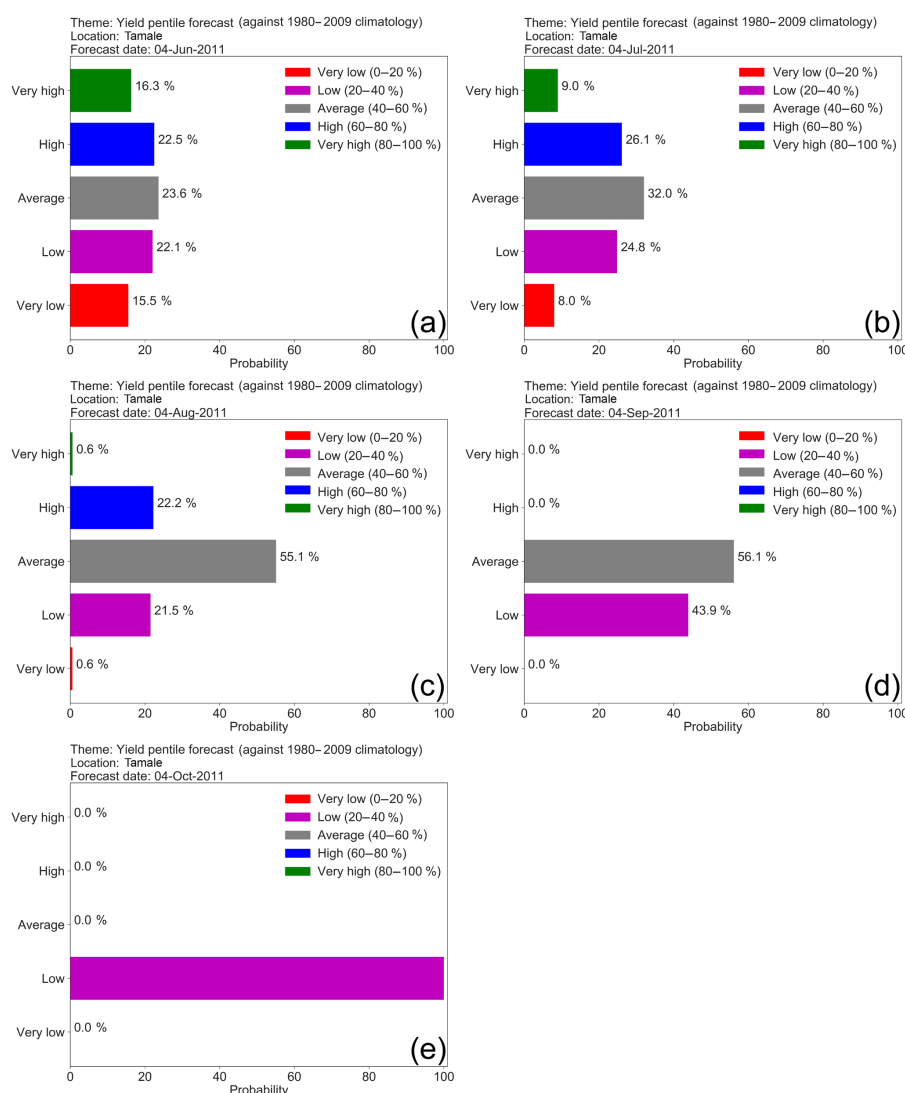 Theme: Yield pentile forecast (against 1980–2009 climatology)
Location: Tamale
Forecast date: 04-Jun-2011
Very high
16.3 %
High
22.5 %
Average
23.6 %
Low
22.1 %
Very low
15.5 %
Very low (0–20 %)
Low (20–40 %)
Average (40–60 %)
High (60–80 %)
Very high (80–100 %)
(a)
0 20 40 60 80 100
Probability
Theme: Yield pentile forecast (against 1980–2009 climatology)
Location: Tamale
Forecast date: 04-Jul-2011
Very high
9.0 %
High
26.1 %
Average
32.0 %
Low
24.8 %
Very low
8.0 %
Very low (0–20 %)
Low (20–40 %)
Average (40–60 %)
High (60–80 %)
Very high (80–100 %)
(b)
0 20 40 60 80 100
Probability
Theme: Yield pentile forecast (against 1980–2009 climatology)
Location: Tamale
Forecast date: 04-Aug-2011
Very high
0.6 %
High
22.2 %
Average
55.1 %
Low
21.5 %
Very low
0.6 %
Very low (0–20 %)
Low (20–40 %)
Average (40–60 %)
High (60–80 %)
Very high (80–100 %)
(c)
0 20 40 60 80 100
Probability
Theme: Yield pentile forecast (against 1980–2009 climatology)
Location: Tamale
Forecast date: 04-Sep-2011
Very high
0.0 %
High
0.0 %
Average
56.1 %
Low
43.9 %
Very low
0.0 %
Very low (0–20 %)
Low (20–40 %)
Average (40–60 %)
High (60–80 %)
Very high (80–100 %)
(d)
0 20 40 60 80 100
Probability
Theme: Yield pentile forecast (against 1980–2009 climatology)
Location: Tamale
Forecast date: 04-Oct-2011
Very high
0.0 %
High
0.0 %
Average
0.0 %
Low
Very low
0.0 %
Very low (0–20 %)
Low (20–40 %)
Average (40–60 %)
High (60–80 %)
Very high (80–100 %)
(e)
0 20 40 60 80 100
Probability